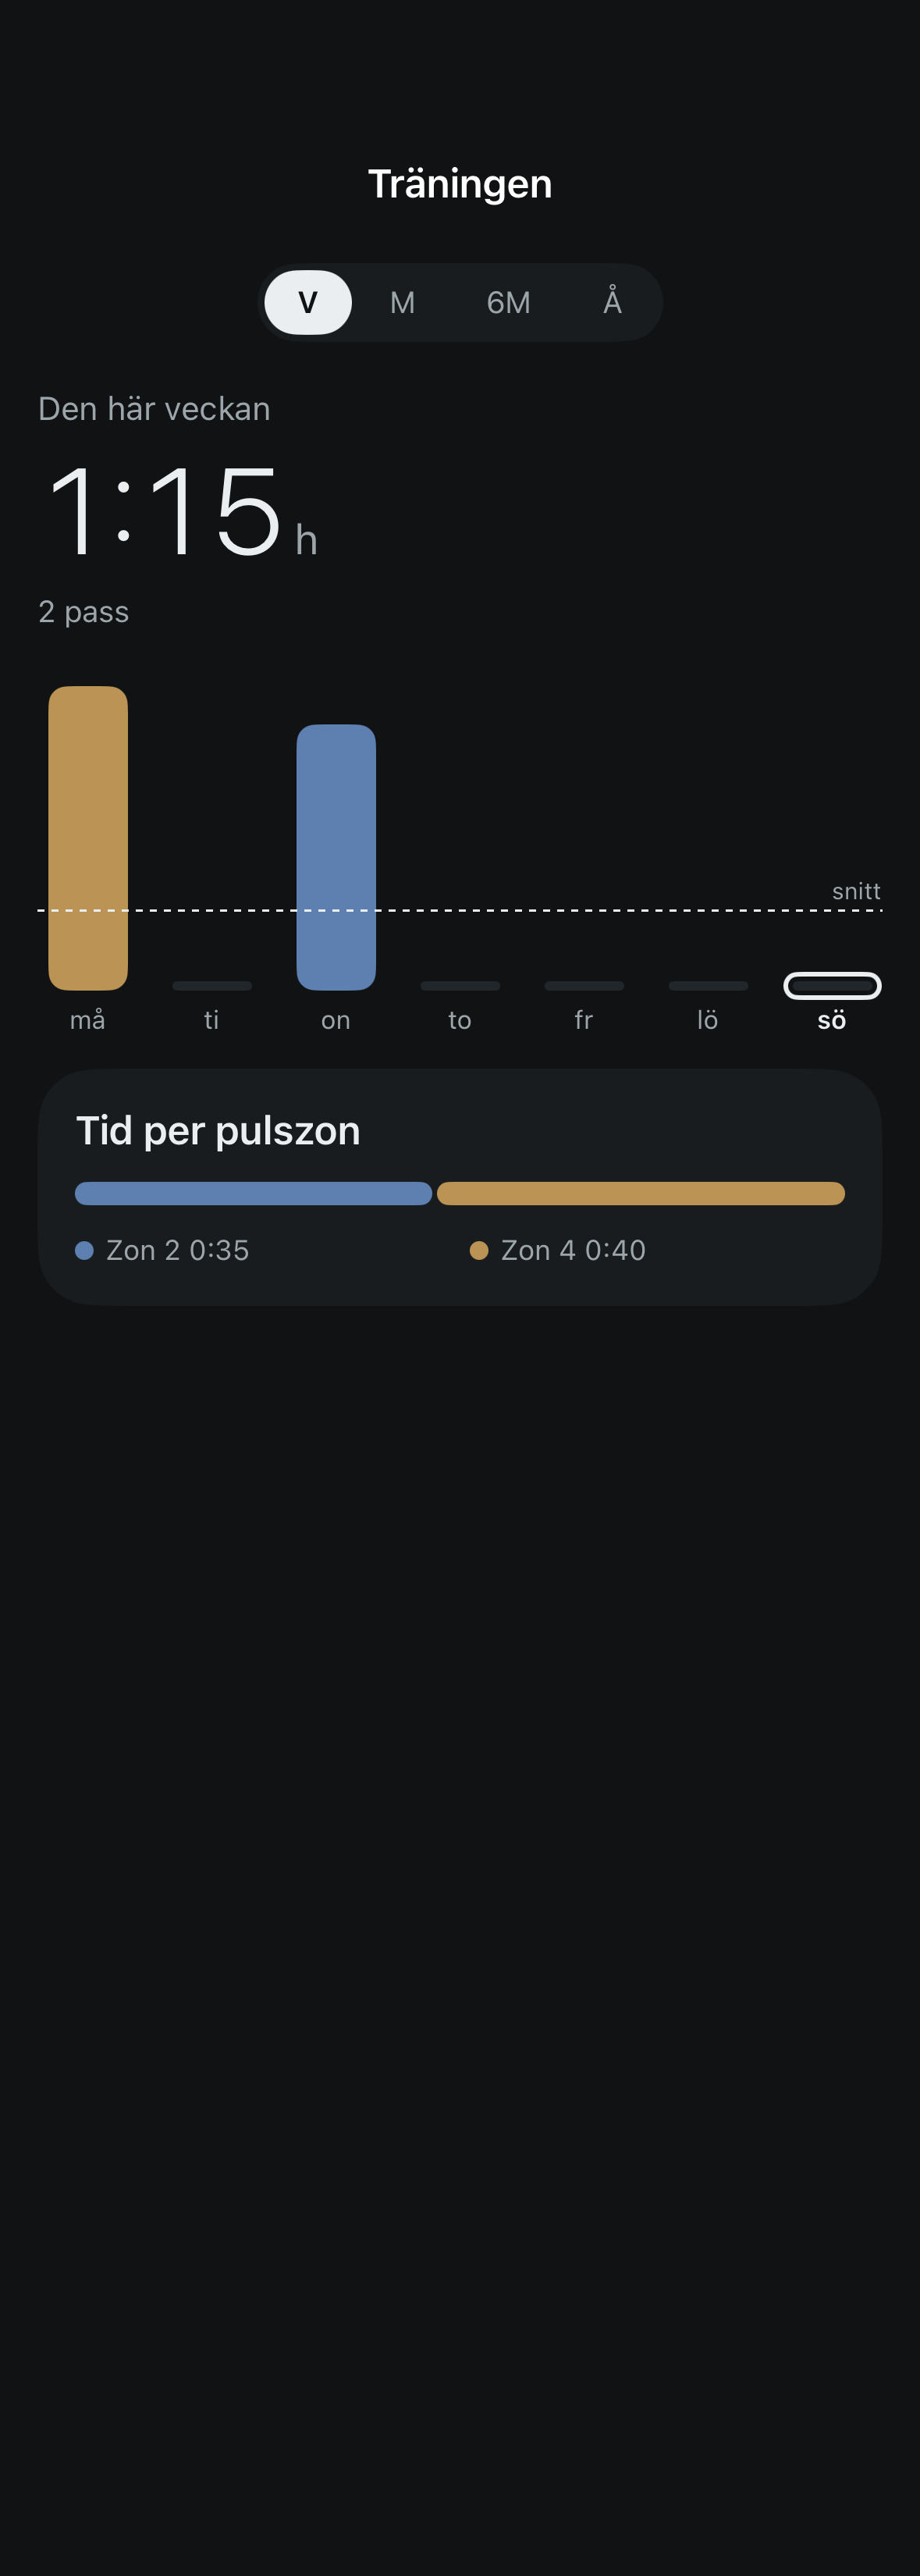 Träningen
V M 6M Å
Den här veckan
1:15 h
2 pass
snitt
må ti on to fr lö sö
Tid per pulszon
Zon 2 0:35 Zon 4 0:40